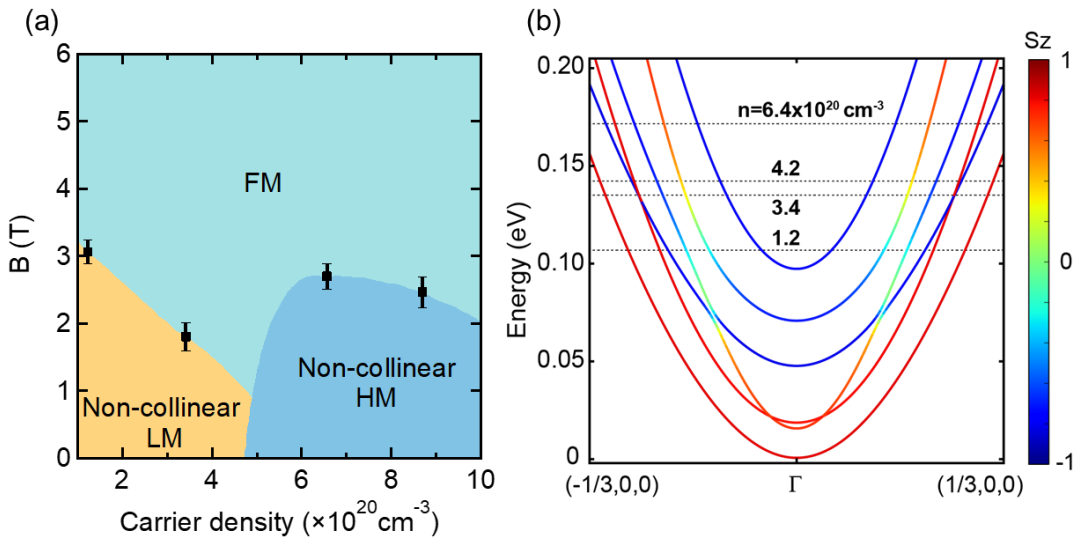 (a)
6
5
4
3
2
1
0
B (T)
FM
Non-collinear
LM
Non-collinear
HM
2
4
6
8
10
Carrier density (×10²⁰cm⁻³)
(b)
0.20
0.15
0.10
0.05
0
Energy (eV)
n=6.4x10²⁰ cm⁻³
4.2
3.4
1.2
(-1/3,0,0)
Γ
(1/3,0,0)
Sz
1
0
-1